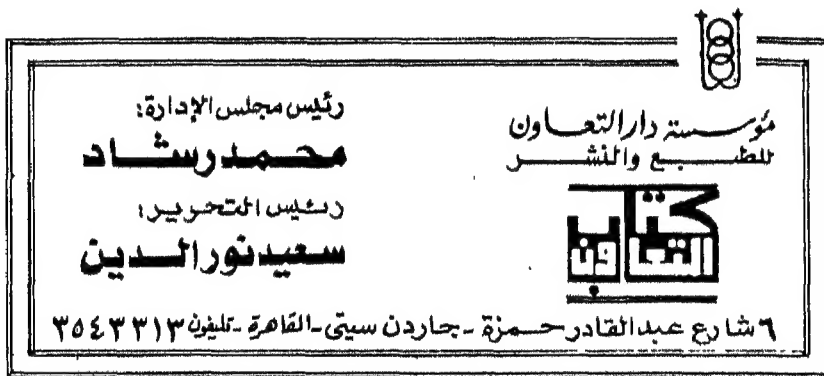 مؤسسة دار التعاون
للطبع والنشر
كتاب
التعاون
رئيس مجلس الإدارة:
محمد رشاد
رئيس التحرير:
سعيد نور الدين
٦ شارع عبد القادر حمزة - جاردن سيتى - القاهرة - تليفون ٣٥٤٣٣١٣